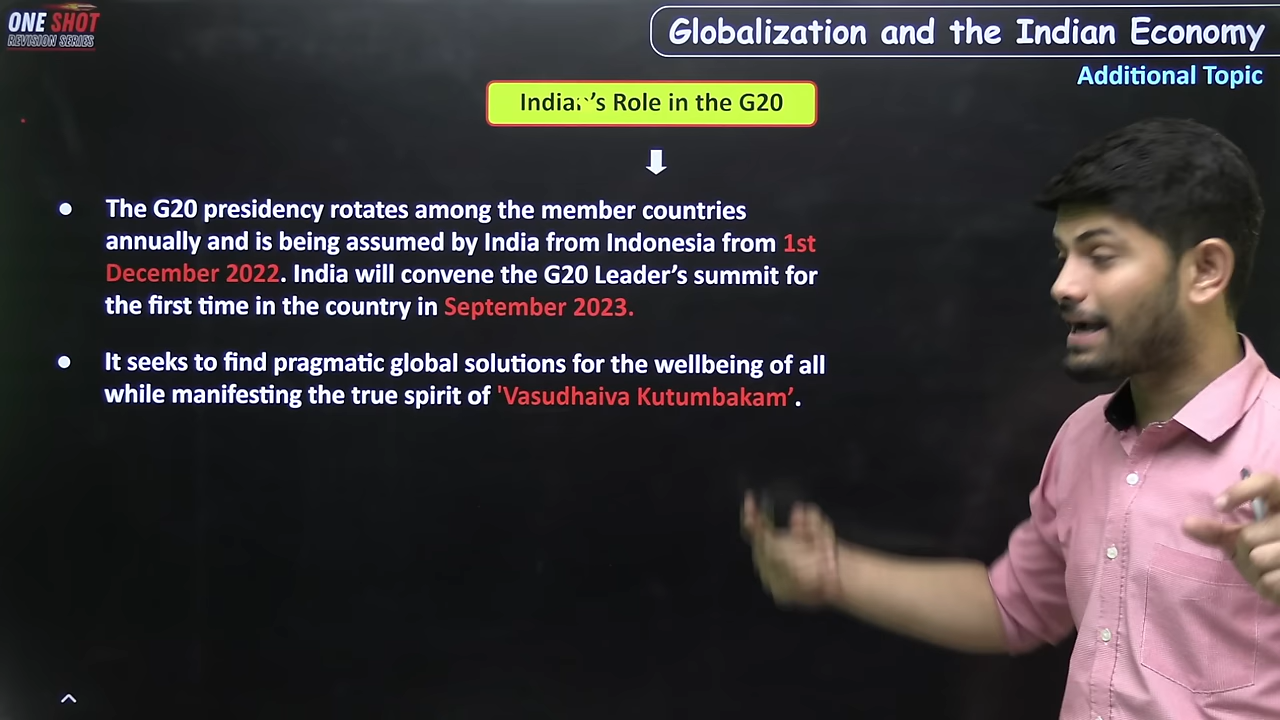 ONE SHOT
REVISION SERIES
Globalization and the Indian Economy
Additional Topic
India's Role in the G20
The G20 presidency rotates among the member countries
annually and is being assumed by India from Indonesia from 1st
December 2022. India will convene the G20 Leader's summit for
the first time in the country in September 2023.
It seeks to find pragmatic global solutions for the wellbeing of all
while manifesting the true spirit of 'Vasudhaiva Kutumbakam'.